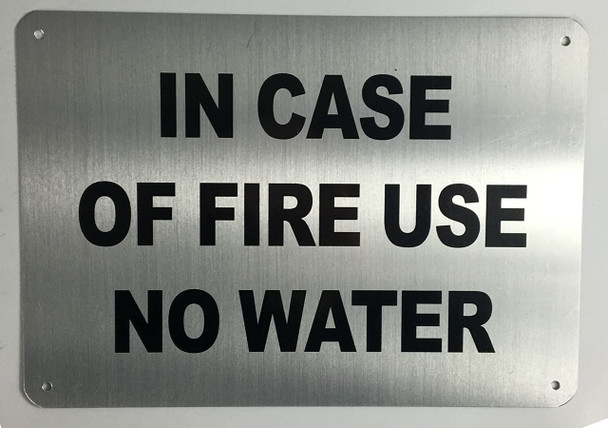 IN CASE
OF FIRE USE
NO WATER